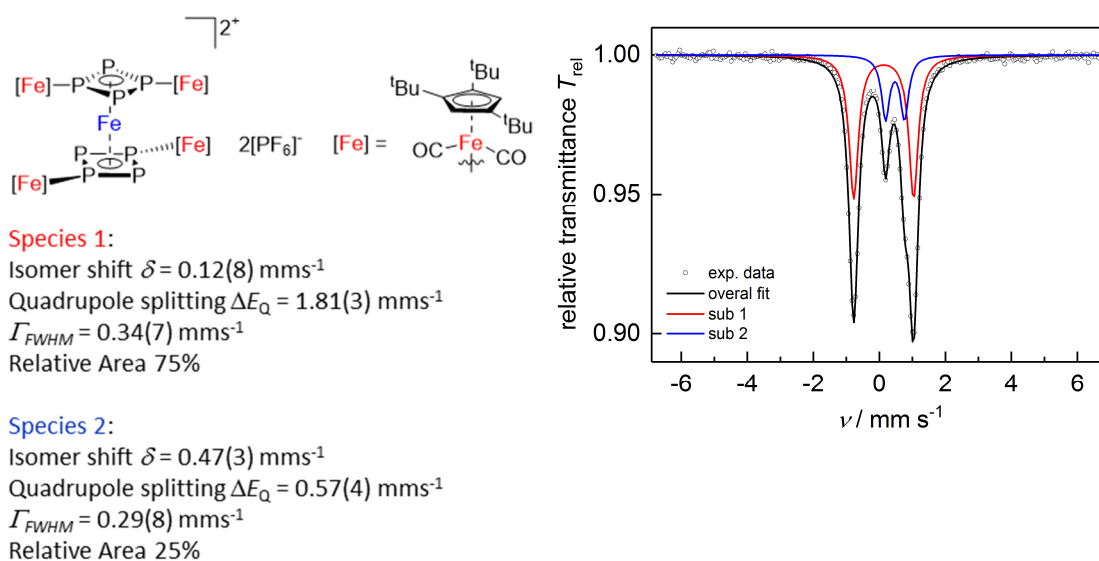 2+
[Fe] P P P P [Fe]
Fe
P P P P [Fe]
[Fe]
2[PF6]-
[Fe] =
tBu tBu tBu
Fe
OC CO
Species 1:
Isomer shift δ = 0.12(8) mms-1
Quadrupole splitting ΔEQ = 1.81(3) mms-1
ΓFWHM = 0.34(7) mms-1
Relative Area 75%
Species 2:
Isomer shift δ = 0.47(3) mms-1
Quadrupole splitting ΔEQ = 0.57(4) mms-1
ΓFWHM = 0.29(8) mms-1
Relative Area 25%
relative transmittance Trel
1.00
0.95
0.90
exp. data
overal fit
sub 1
sub 2
-6 -4 -2 0 2 4 6
ν / mm s-1